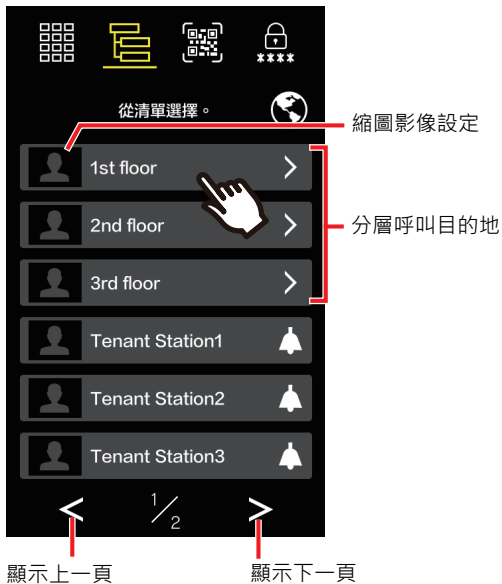 ****
從清單選擇。
縮圖影像設定
1st floor
分層呼叫目的地
2nd floor
3rd floor
Tenant Station1
Tenant Station2
Tenant Station3
< 1/2 >
顯示上一頁
顯示下一頁